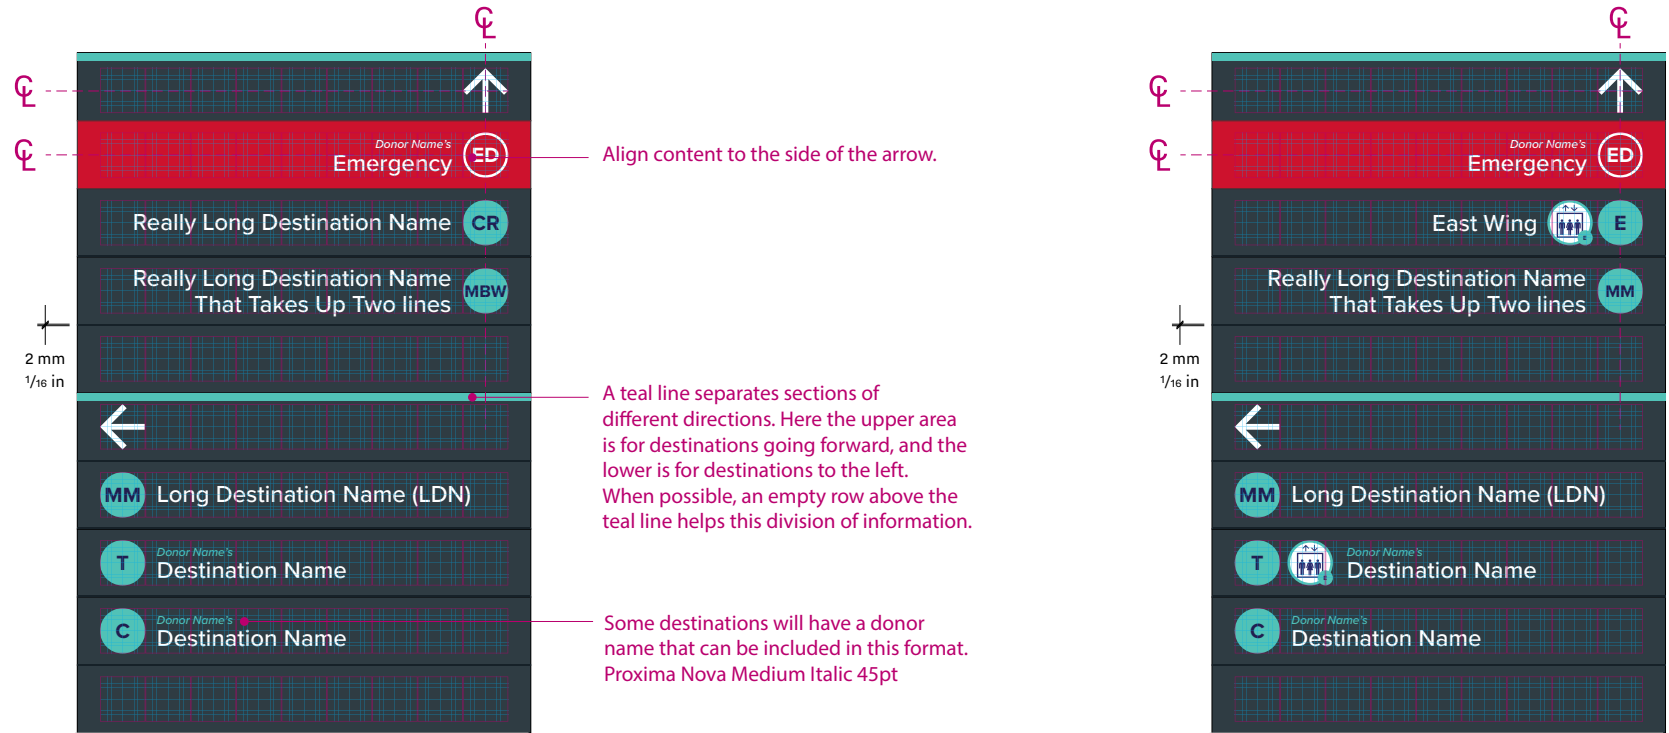 ℄
℄
℄
Donor Name's
Emergency ED
Really Long Destination Name CR
Really Long Destination Name
That Takes Up Two lines MBW
2 mm
1/16 in
MM Long Destination Name (LDN)
T Donor Name's
Destination Name
C Donor Name's
Destination Name
Align content to the side of the arrow.
A teal line separates sections of
different directions. Here the upper area
is for destinations going forward, and the
lower is for destinations to the left.
When possible, an empty row above the
teal line helps this division of information.
Some destinations will have a donor
name that can be included in this format.
Proxima Nova Medium Italic 45pt
℄
℄
℄
Donor Name's
Emergency ED
East Wing E
Really Long Destination Name
That Takes Up Two lines MM
2 mm
1/16 in
MM Long Destination Name (LDN)
T Donor Name's
Destination Name
C Donor Name's
Destination Name